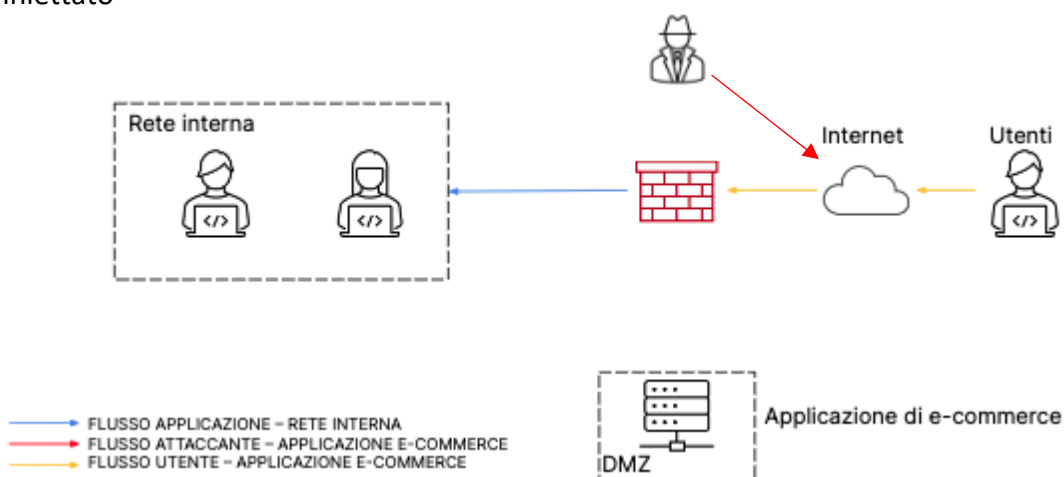 iniettato
Rete interna
Internet
Utenti
</>
</>
</>
FLUSSO APPLICAZIONE – RETE INTERNA
FLUSSO ATTACCANTE – APPLICAZIONE E-COMMERCE
FLUSSO UTENTE – APPLICAZIONE E-COMMERCE
Applicazione di e-commerce
DMZ